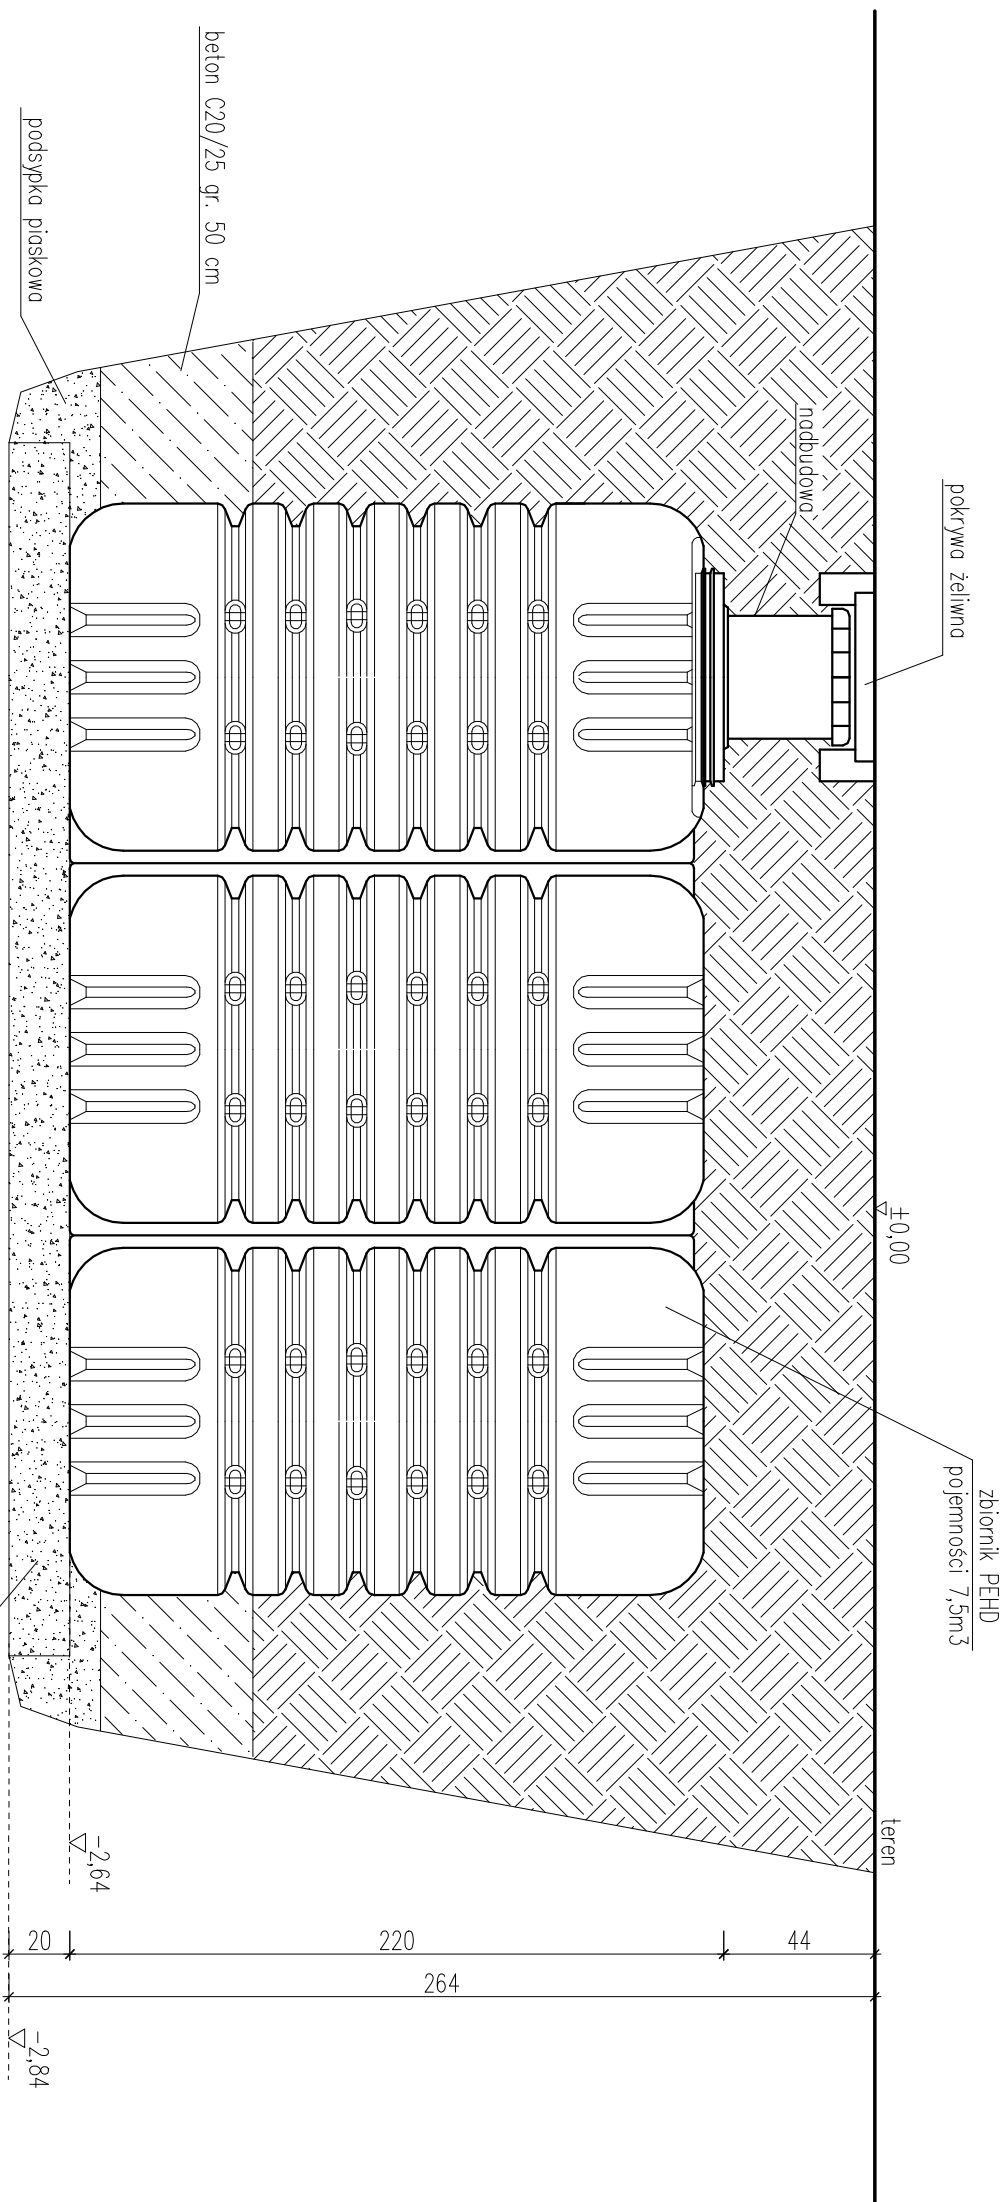 zbiornik PEHD
pojemności 7,5m3
pokrywa żeliwna
±0,00
teren
nadbudowa
beton C20/25 gr. 50 cm
podsypka piaskowa
44
220
20
264
-2,64
-2,84